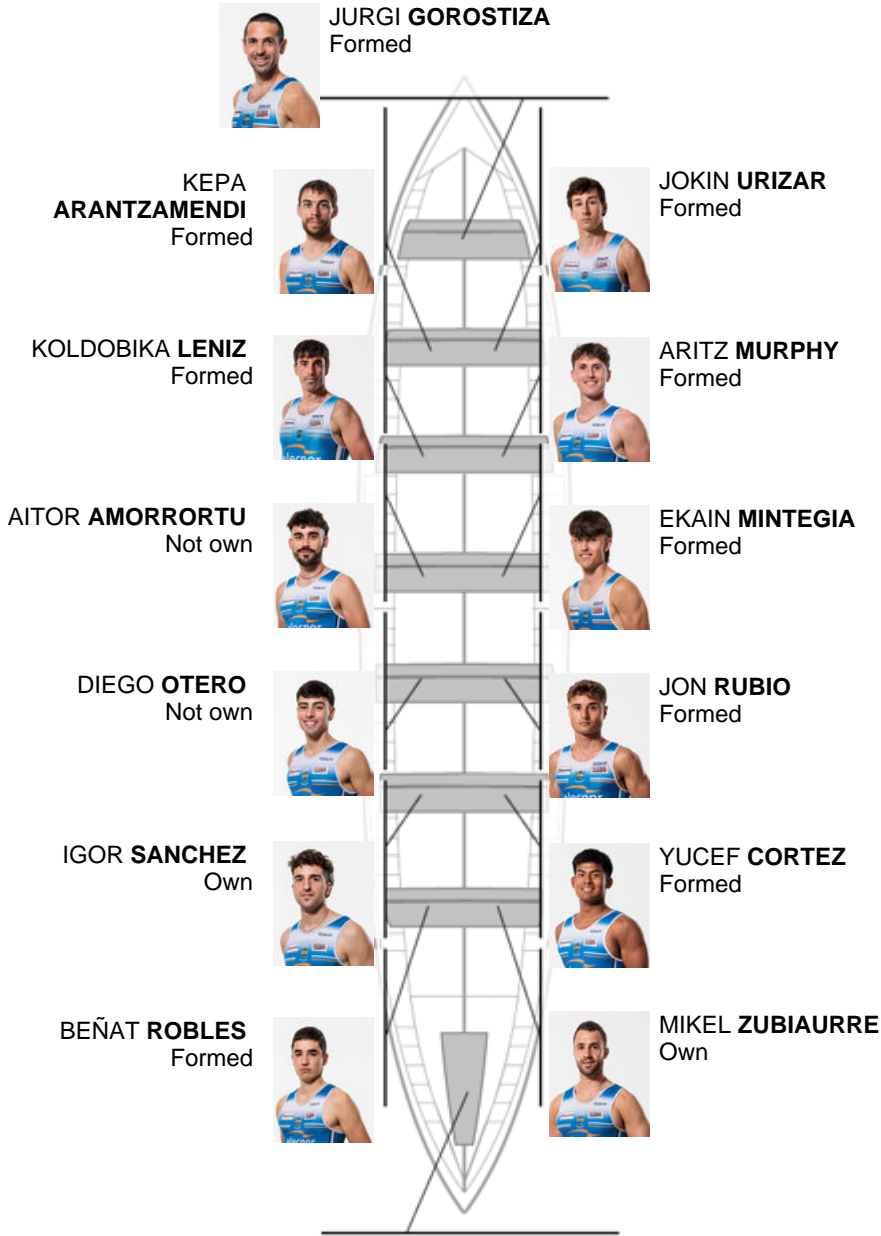 JURGI GOROSTIZA
Formed
KEPA
ARANTZAMENDI
Formed
JOKIN URIZAR
Formed
KOLDOBIKA LENIZ
Formed
ARITZ MURPHY
Formed
AITOR AMORRORTU
Not own
EKAIN MINTEGIA
Formed
DIEGO OTERO
Not own
JON RUBIO
Formed
IGOR SANCHEZ
Own
YUCEF CORTEZ
Formed
BEÑAT ROBLES
Formed
MIKEL ZUBIAURRE
Own